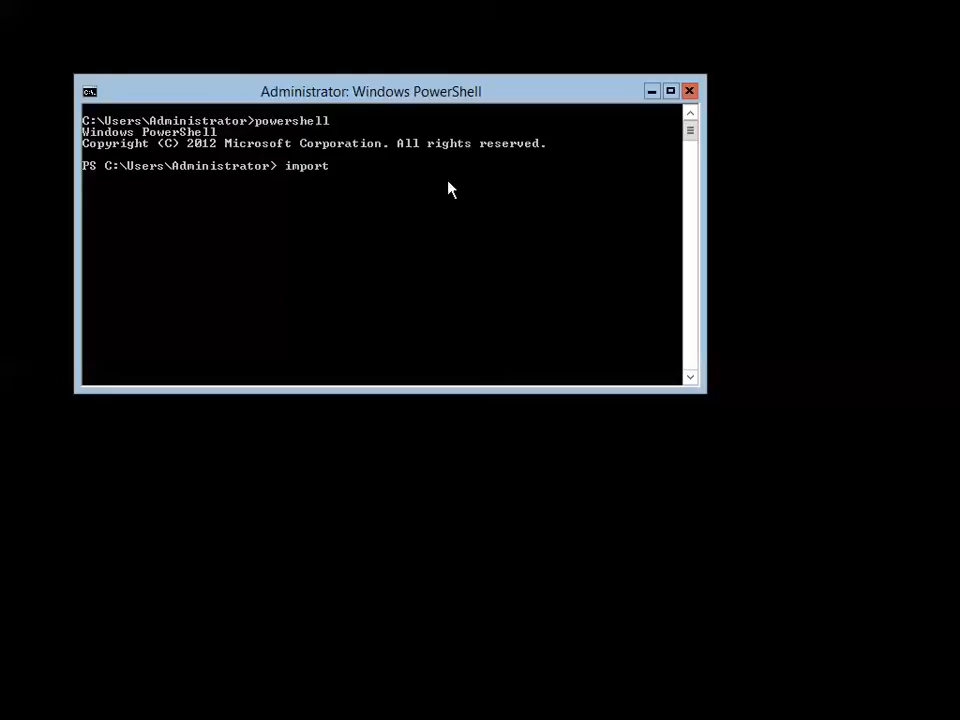 Administrator: Windows PowerShell
C:\Users\Administrator>powershell
Windows PowerShell
Copyright (C) 2012 Microsoft Corporation. All rights reserved.
PS C:\Users\Administrator> import